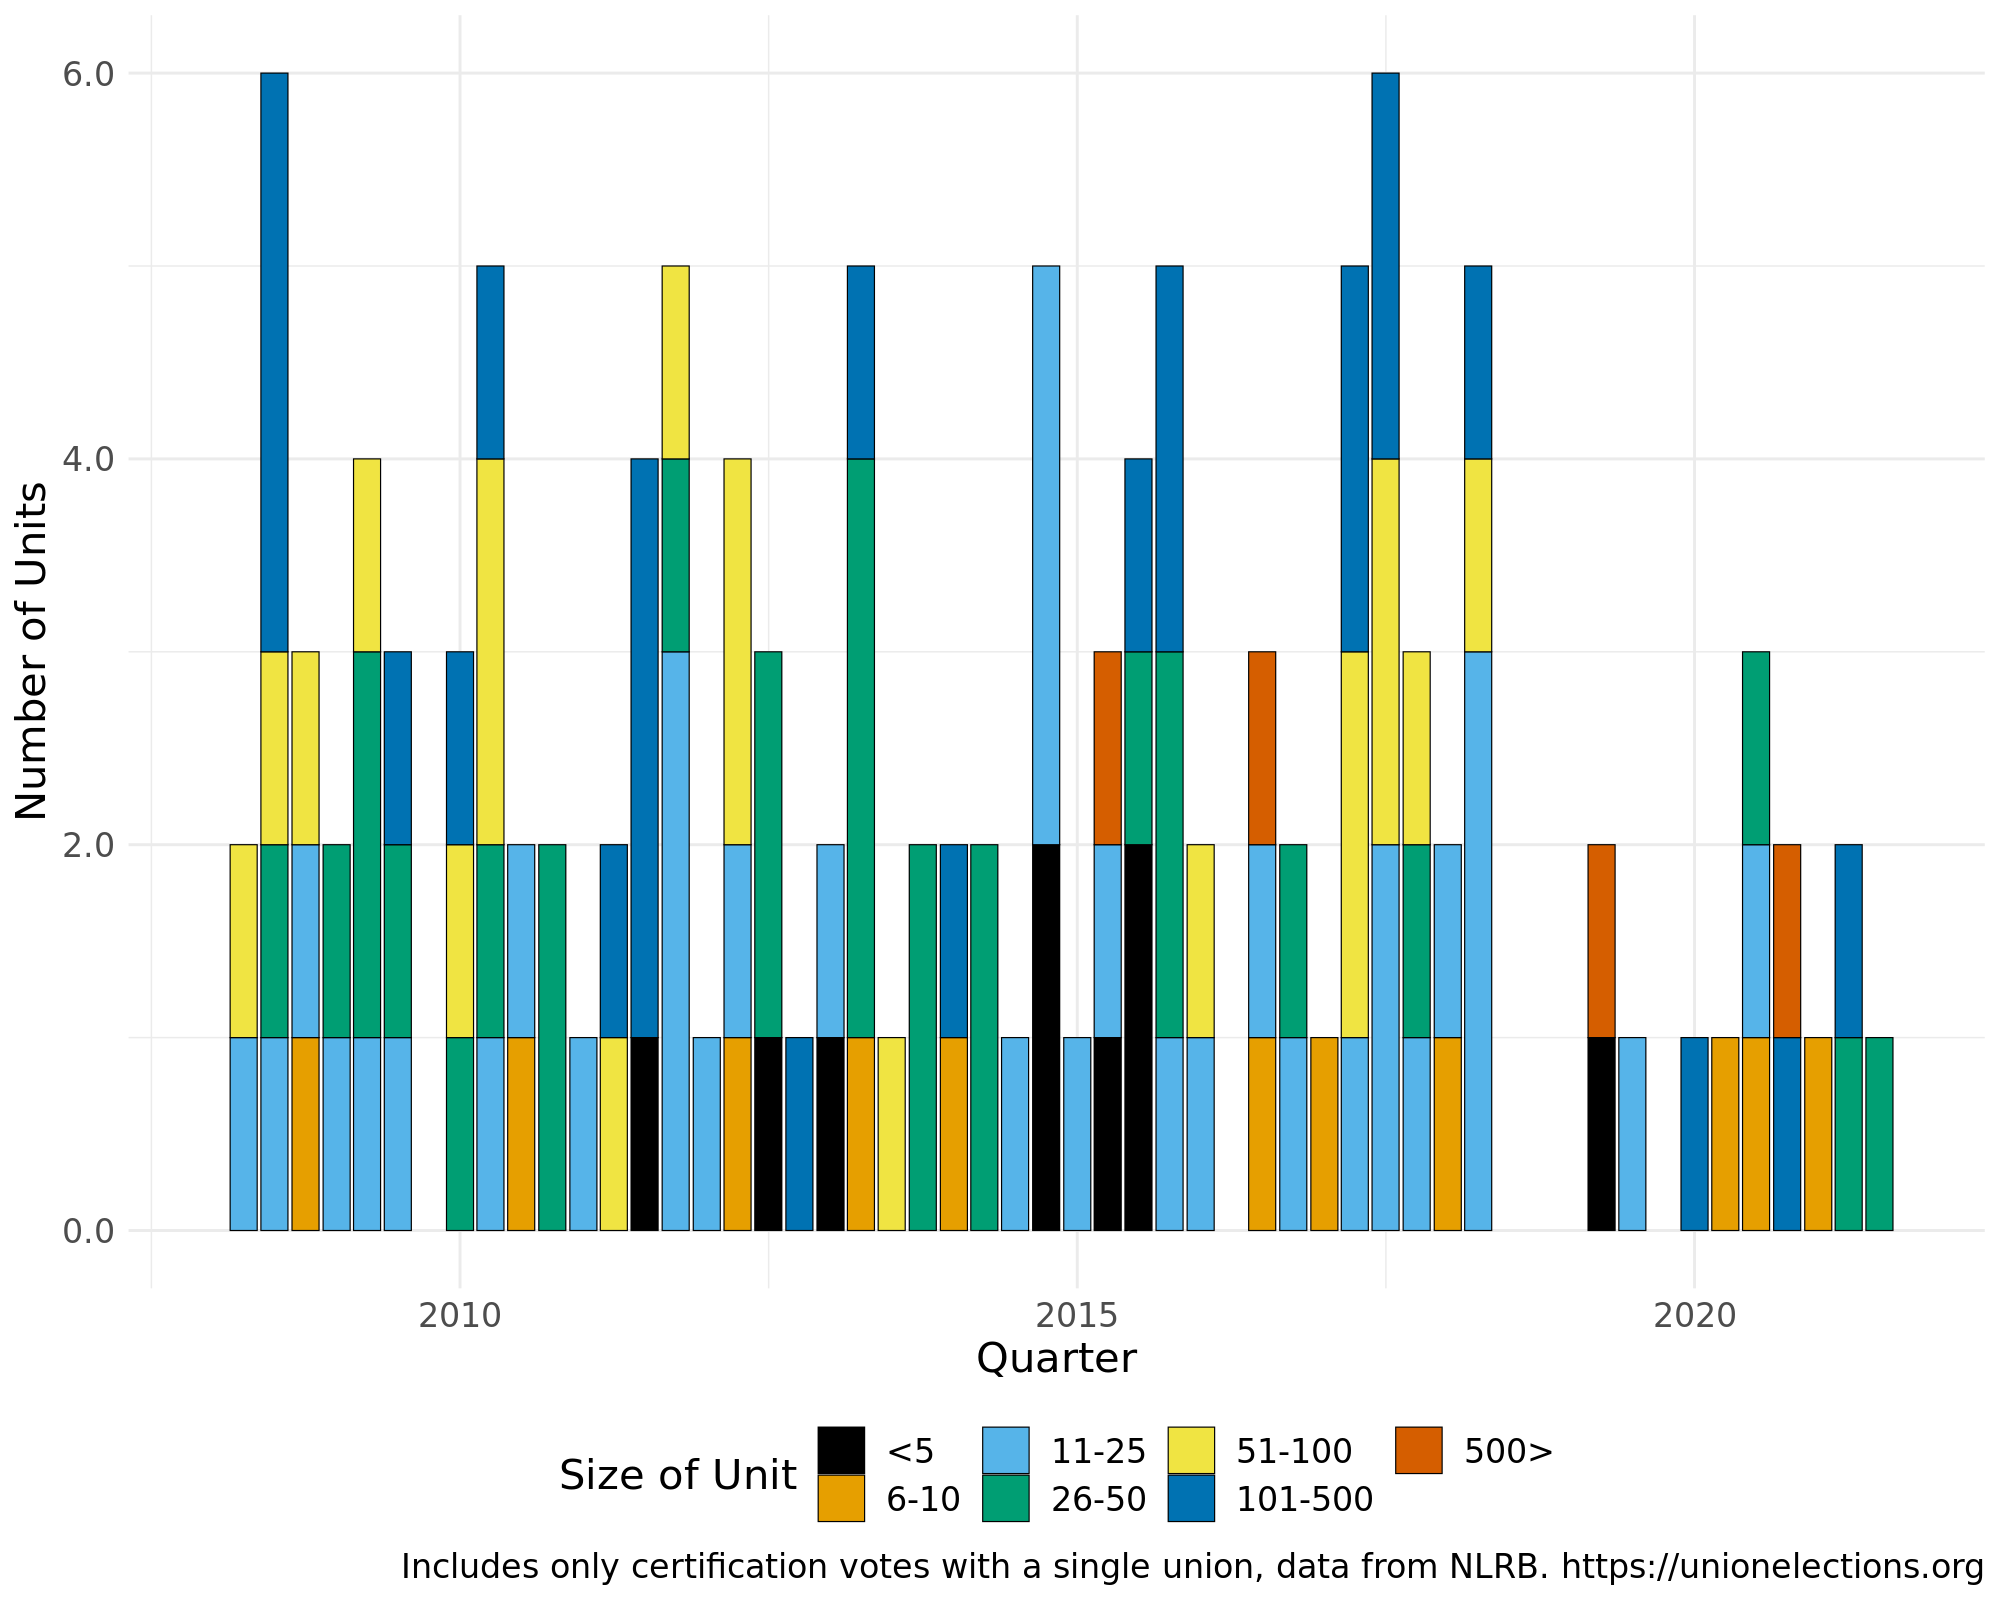 6.0
4.0
2.0
0.0
Number of Units
2010 2015 2020
Quarter
Size of Unit
<5 11-25 51-100 500>
6-10 26-50 101-500
Includes only certification votes with a single union, data from NLRB. https://unionelections.org